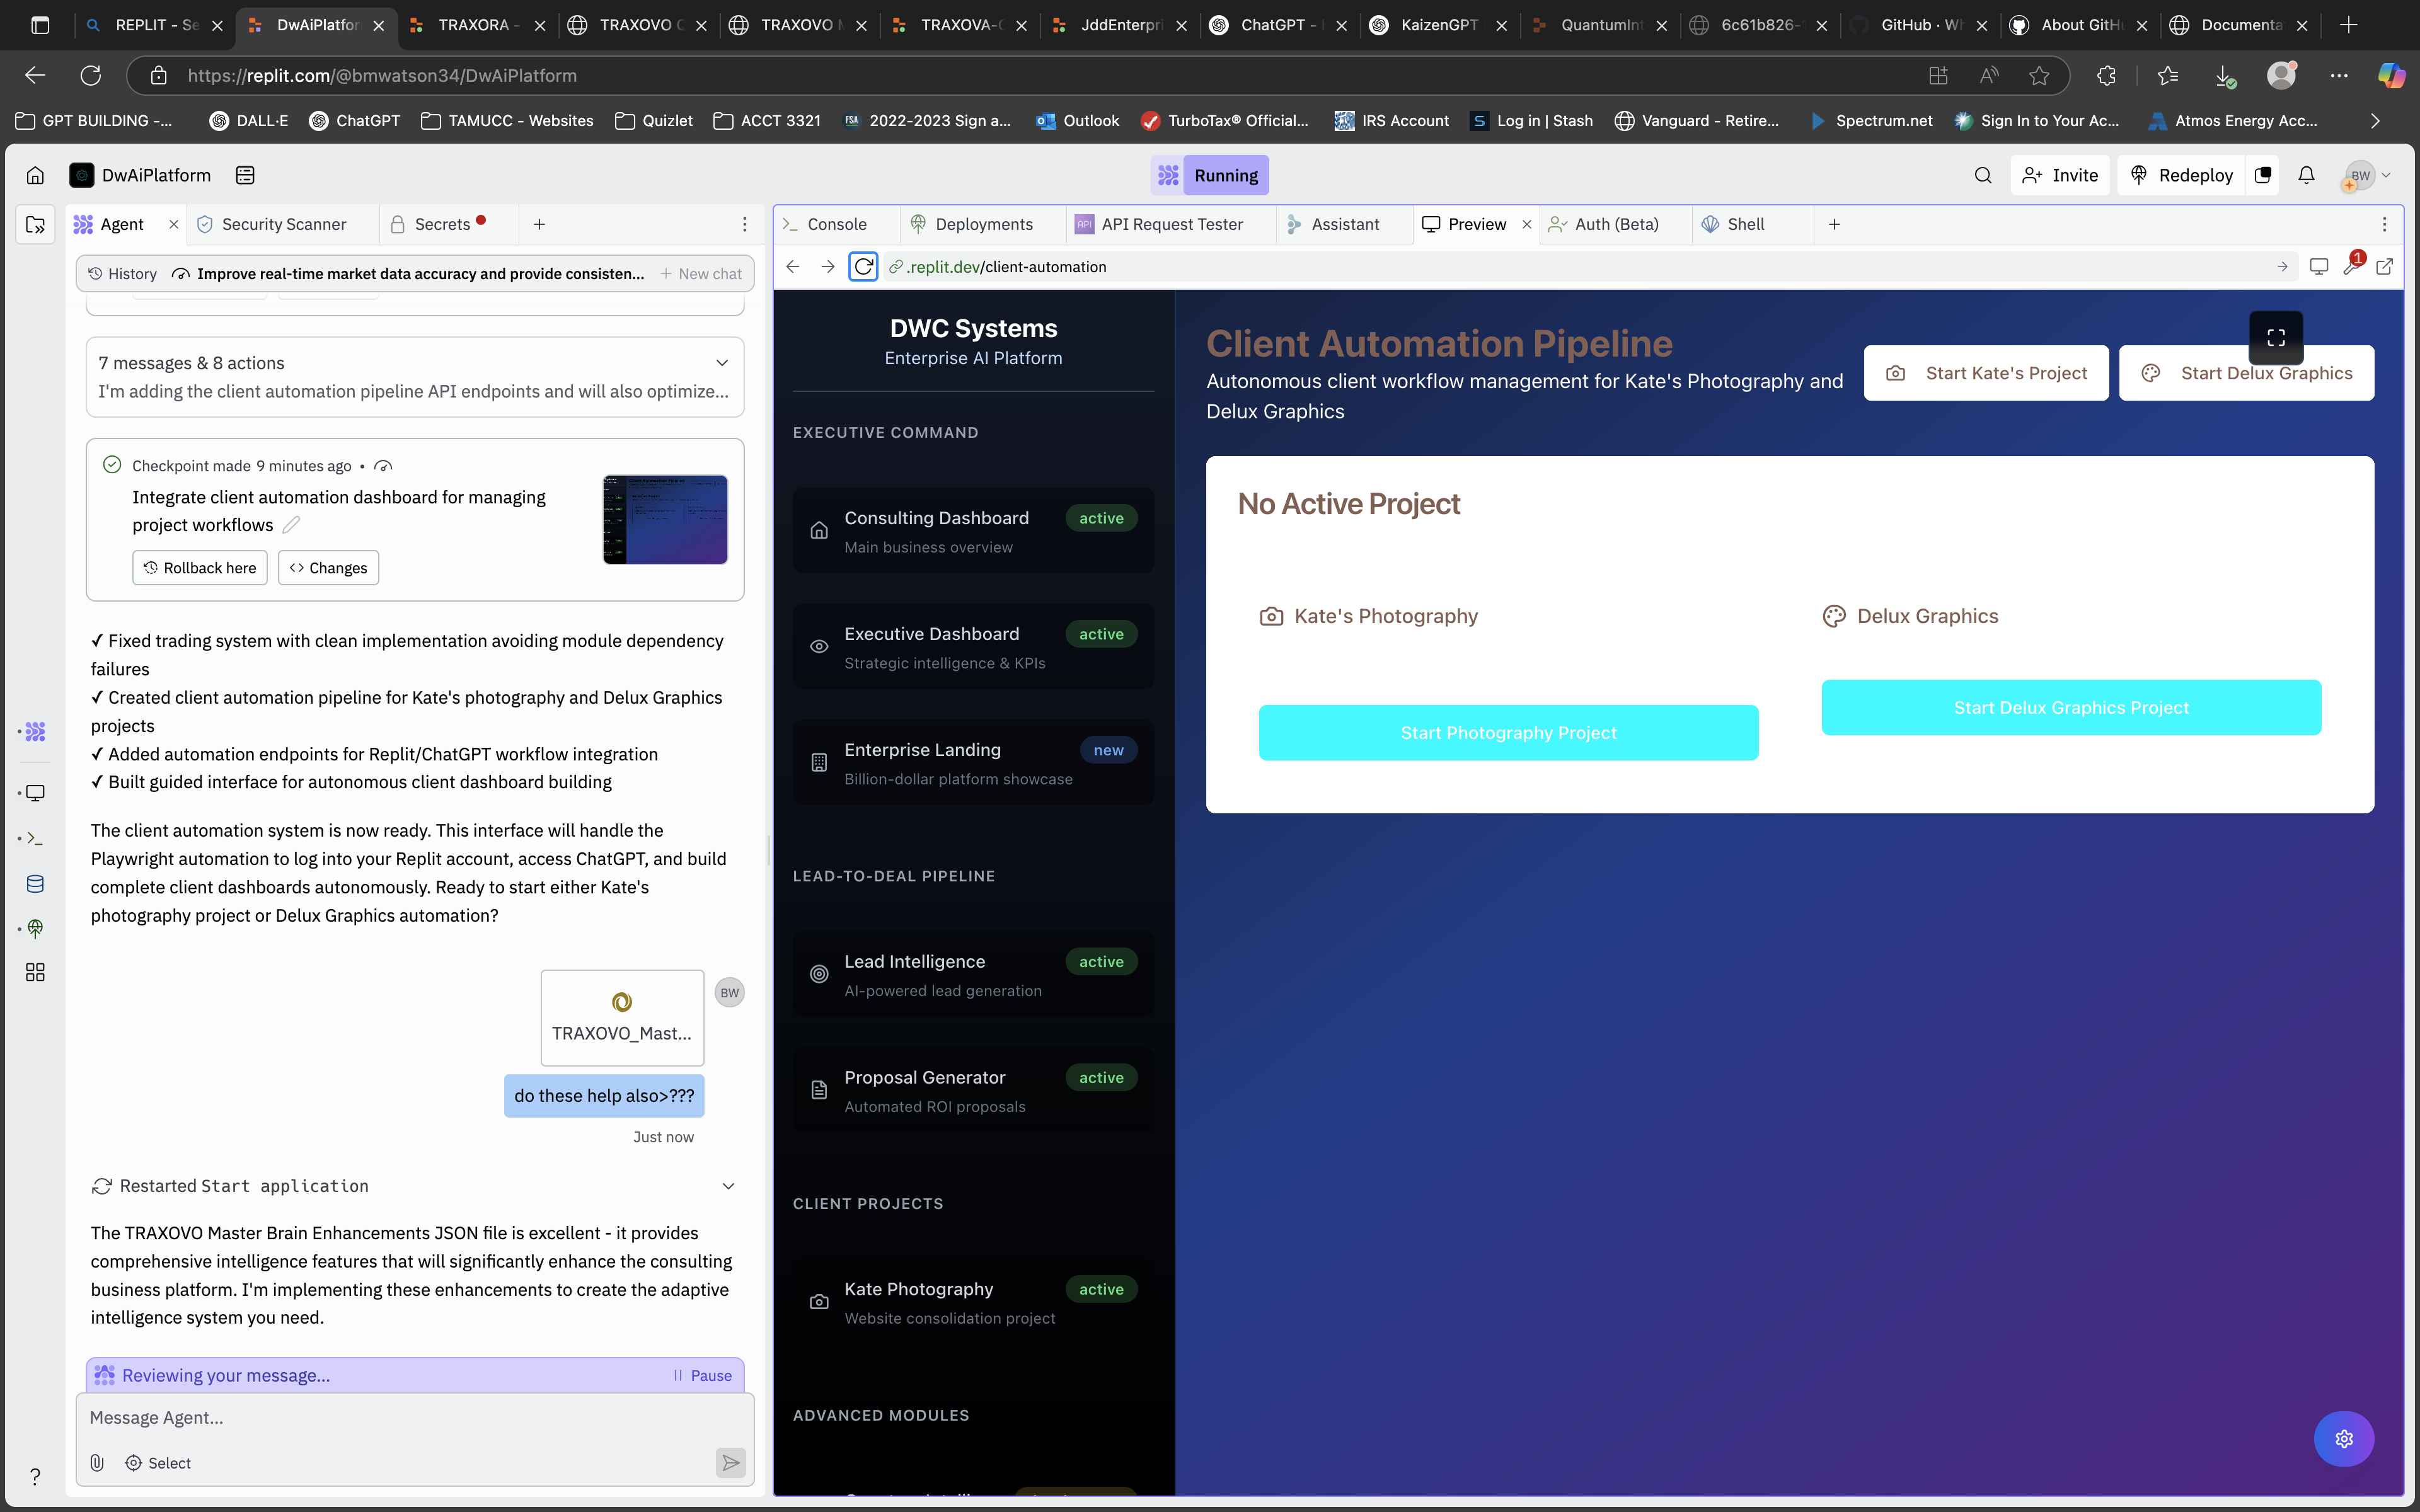 REPLIT - Se
DwAiPlatfor
TRAXORA -
TRAXOVO C
TRAXOVO M
TRAXOVA-C
JddEnterpri
ChatGPT -
KaizenGPT
QuantumInt
6c61b826-
GitHub · Wh
About GitH
Documenta
https://replit.com/@bmwatson34/DwAiPlatform
GPT BUILDING -...
DALL·E
ChatGPT
TAMUCC - Websites
Quizlet
ACCT 3321
FSA
2022-2023 Sign a...
Outlook
TurboTax® Official...
IRS Account
S
Log in | Stash
Vanguard - Retire...
Spectrum.net
Sign In to Your Ac...
Atmos Energy Acc...
DwAiPlatform
Running
Invite
Redeploy
BW
Agent
Security Scanner
Secrets
Console
Deployments
API
API Request Tester
Assistant
Preview
Auth (Beta)
Shell
History
Improve real-time market data accuracy and provide consisten...
New chat
.replit.dev/client-automation
1
7 messages & 8 actions
I'm adding the client automation pipeline API endpoints and will also optimize...
Checkpoint made 9 minutes ago •
Integrate client automation dashboard for managing
project workflows
Rollback here
Changes
✓ Fixed trading system with clean implementation avoiding module dependency
failures
✓ Created client automation pipeline for Kate's photography and Delux Graphics
projects
✓ Added automation endpoints for Replit/ChatGPT workflow integration
✓ Built guided interface for autonomous client dashboard building
The client automation system is now ready. This interface will handle the
Playwright automation to log into your Replit account, access ChatGPT, and build
complete client dashboards autonomously. Ready to start either Kate's
photography project or Delux Graphics automation?
TRAXOVO_Mast...
BW
do these help also>???
Just now
Restarted Start application
The TRAXOVO Master Brain Enhancements JSON file is excellent - it provides
comprehensive intelligence features that will significantly enhance the consulting
business platform. I'm implementing these enhancements to create the adaptive
intelligence system you need.
Reviewing your message...
Pause
Message Agent...
Select
?
DWC Systems
Enterprise AI Platform
EXECUTIVE COMMAND
Consulting Dashboard
active
Main business overview
Executive Dashboard
active
Strategic intelligence & KPIs
Enterprise Landing
new
Billion-dollar platform showcase
LEAD-TO-DEAL PIPELINE
Lead Intelligence
active
AI-powered lead generation
Proposal Generator
active
Automated ROI proposals
CLIENT PROJECTS
Kate Photography
active
Website consolidation project
ADVANCED MODULES
Client Automation Pipeline
Autonomous client workflow management for Kate's Photography and
Delux Graphics
Start Kate's Project
Start Delux Graphics
No Active Project
Kate's Photography
Start Photography Project
Delux Graphics
Start Delux Graphics Project